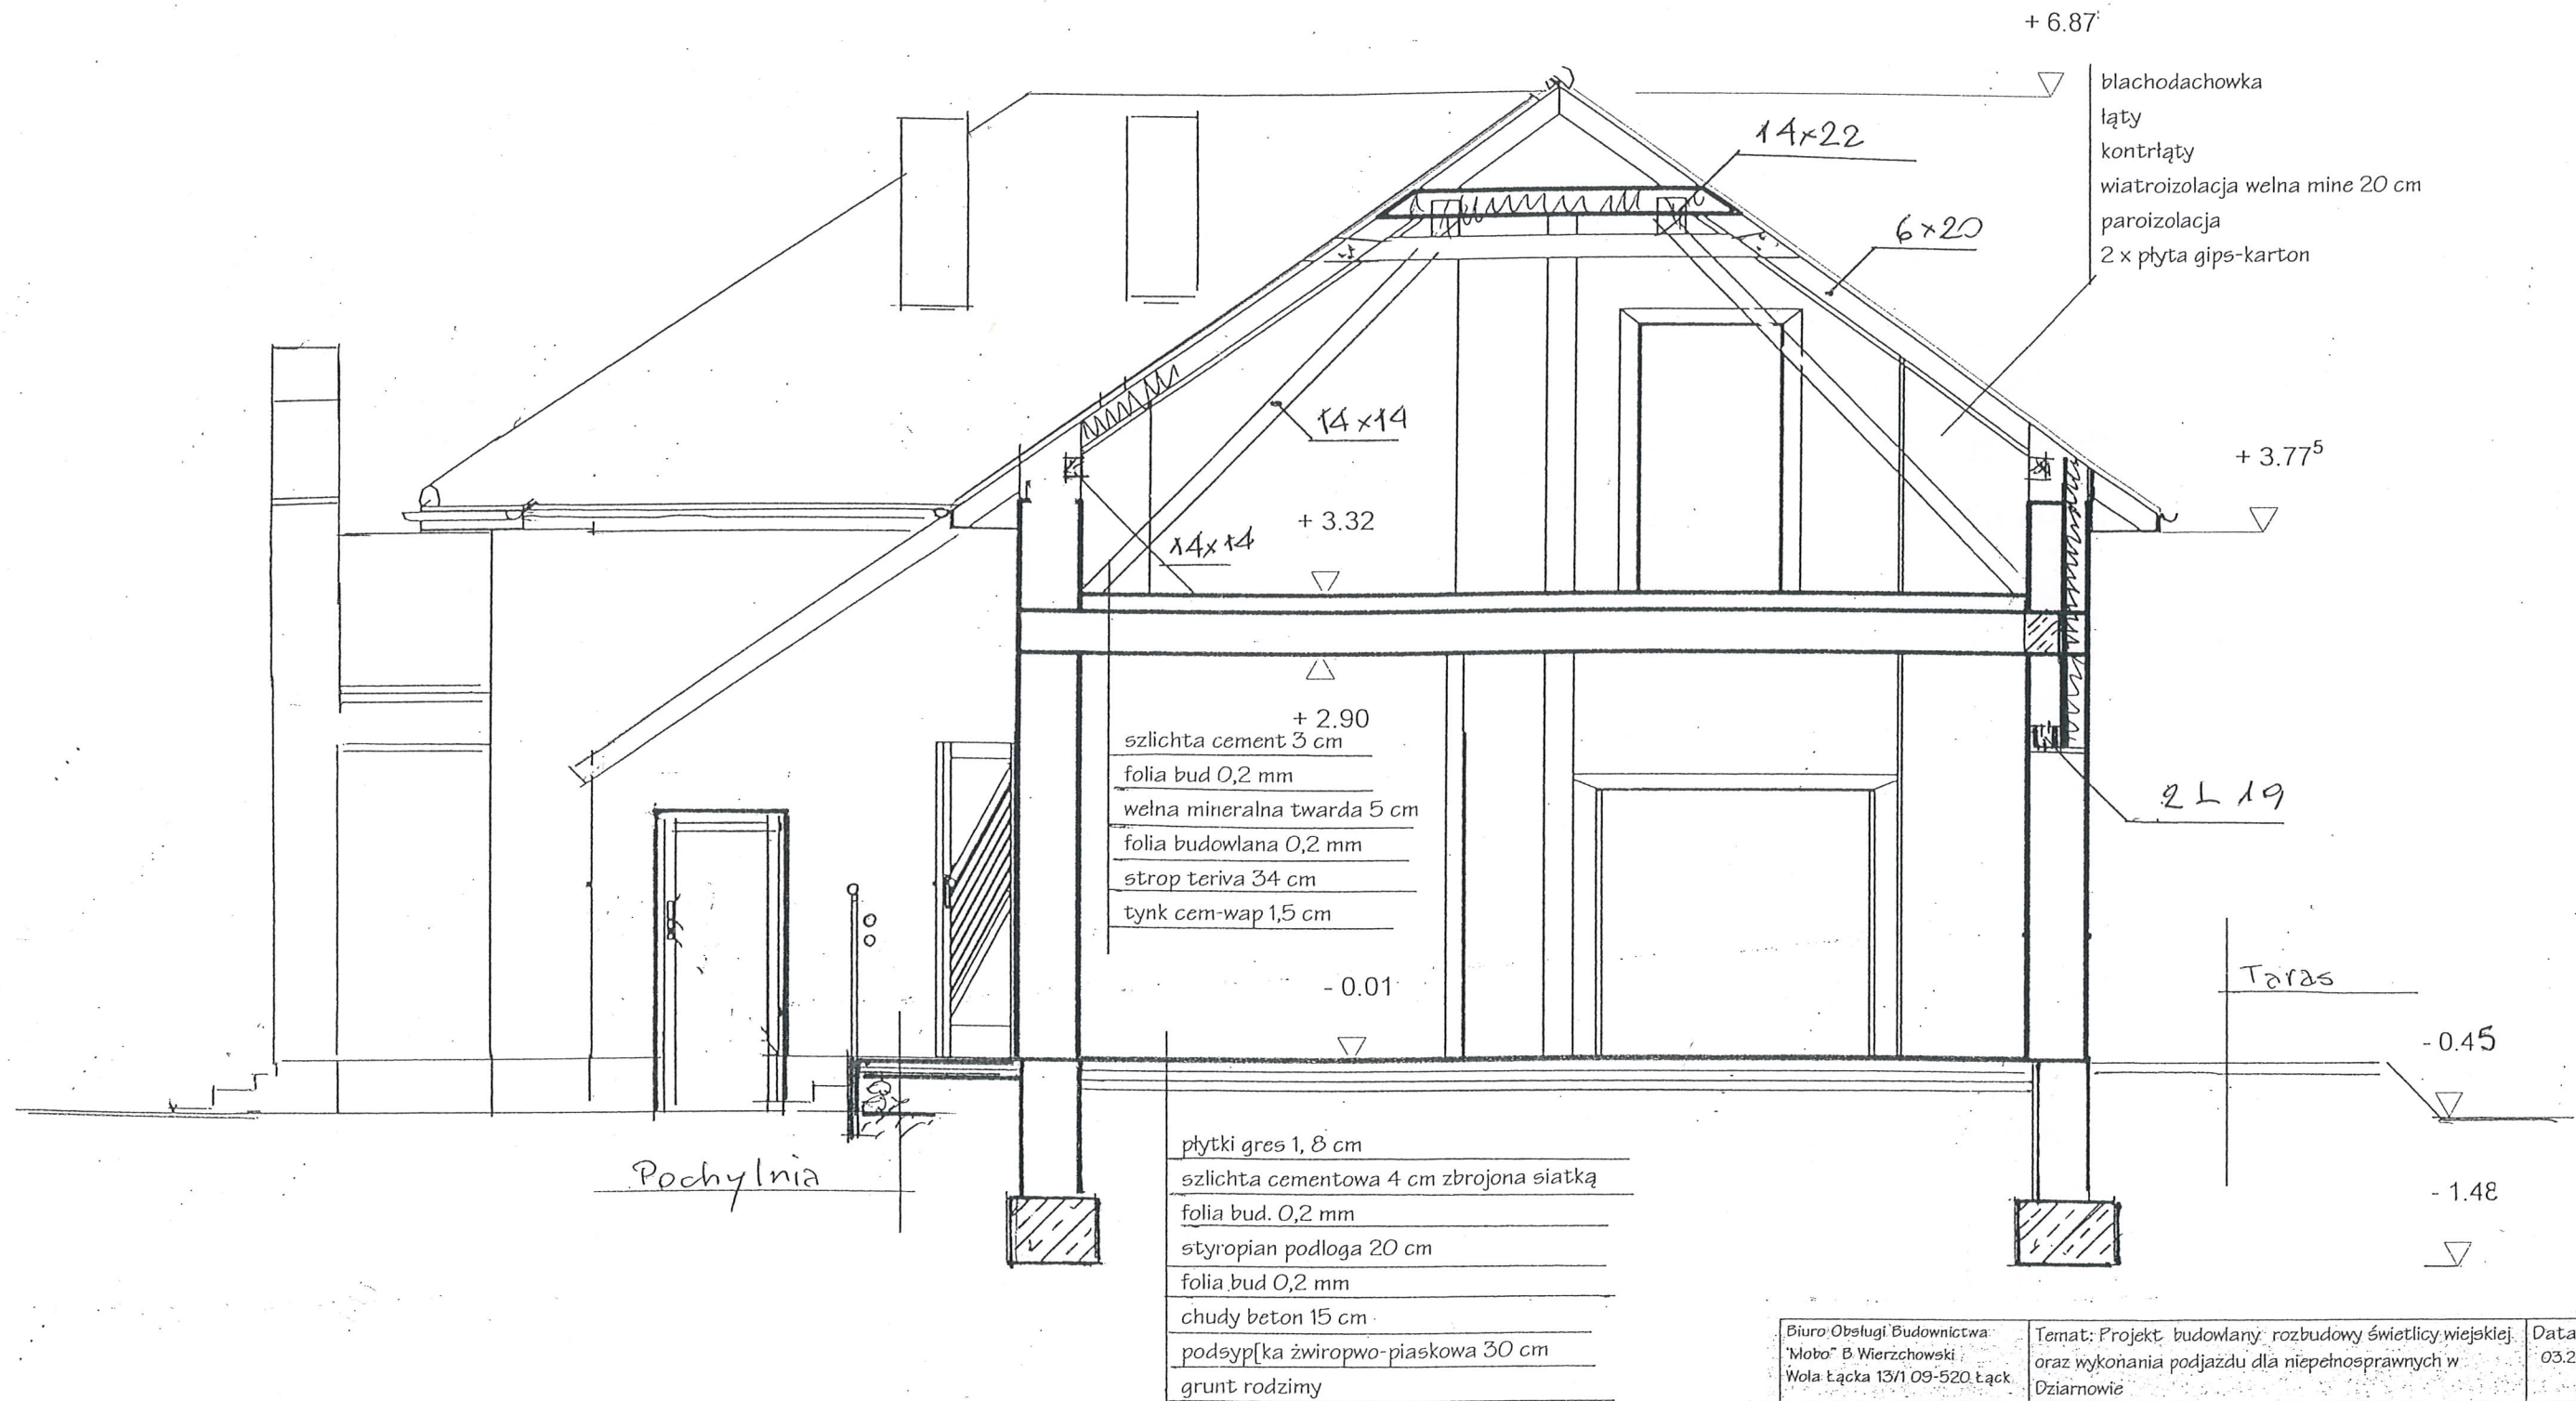 + 6.87
blachodachowka
łąty
kontrłąty
wiatroizolacja welna mine 20 cm
paroizolacja
2 x płyta gips-karton
14x22
6x20
14x14
14x14
+ 3.77⁵
+ 3.32
+ 2.90
szlichta cement 3 cm
folia bud 0,2 mm
wełna mineralna twarda 5 cm
folia budowlana 0,2 mm
strop teriva 34 cm
tynk cem-wap 1,5 cm
2 L 19
- 0.01
Taras
- 0.45
Pochylnia
- 1.48
płytki gres 1, 8 cm
szlichta cementowa 4 cm zbrojona siatką
folia bud. 0,2 mm
styropian podloga 20 cm
folia bud 0,2 mm
chudy beton 15 cm
podsyp[ka żwiropwo-piaskowa 30 cm
grunt rodzimy
Biuro Obsługi Budownictwa
"Mobo" B Wierzchowski
Wola Łącka 13/1 09-520 Łąck
Temat: Projekt budowlany rozbudowy świetlicy wiejskiej
oraz wykonania podjazdu dla niepełnosprawnych w
Dziarnowie
Data
03.2